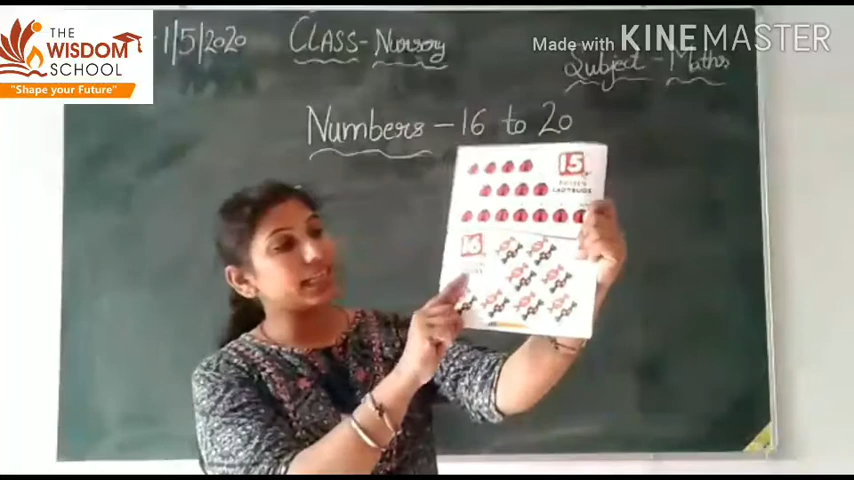 THE
WISDOM
SCHOOL
"Shape your Future"
1/5/2020
CLASS - Nursery
Made with KINEMASTER
Subject - Maths
Numbers - 16 to 20
15
LADYBUGS
16